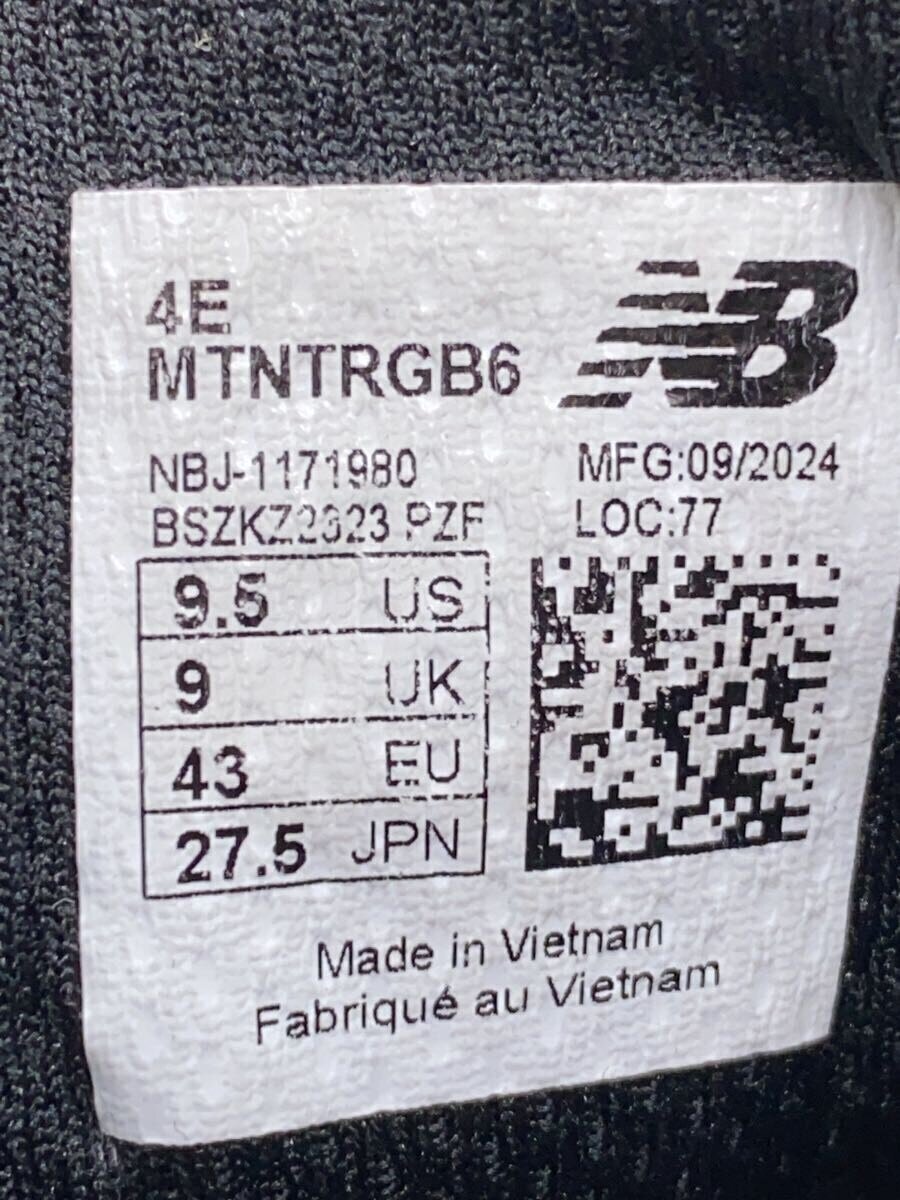 4E
MTNTRGB6
NB
NBJ-1171980 MFG:09/2024
BSZKZ2323 PZF LOC:77
9.5 US
9 UK
43 EU
27.5 JPN
Made in Vietnam
Fabriqué au Vietnam